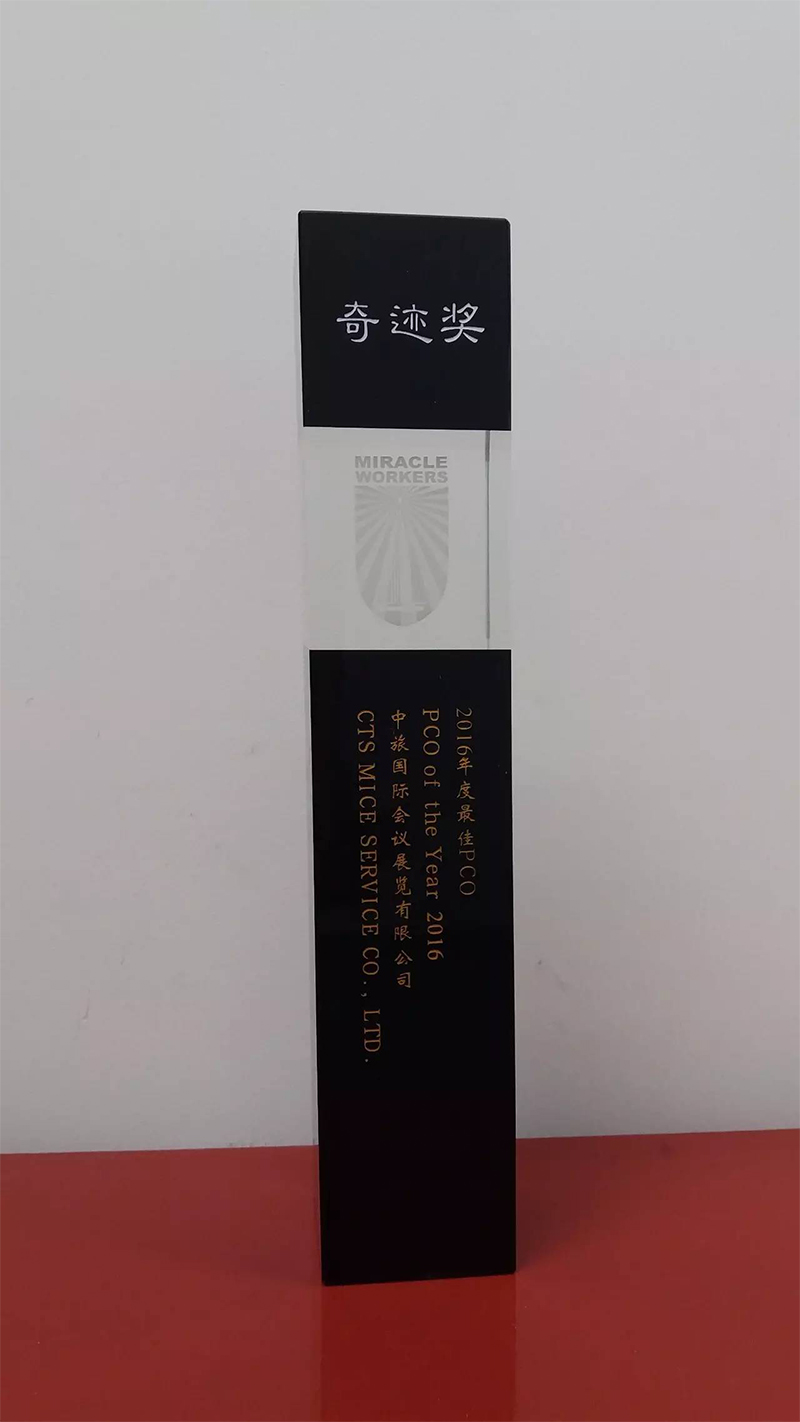 奇迹奖
MIRACLE
WORKERS
2016年度最佳PCO
PCO of the Year 2016
中旅国际会议展览有限公司
CTS MICE SERVICE CO., LTD.